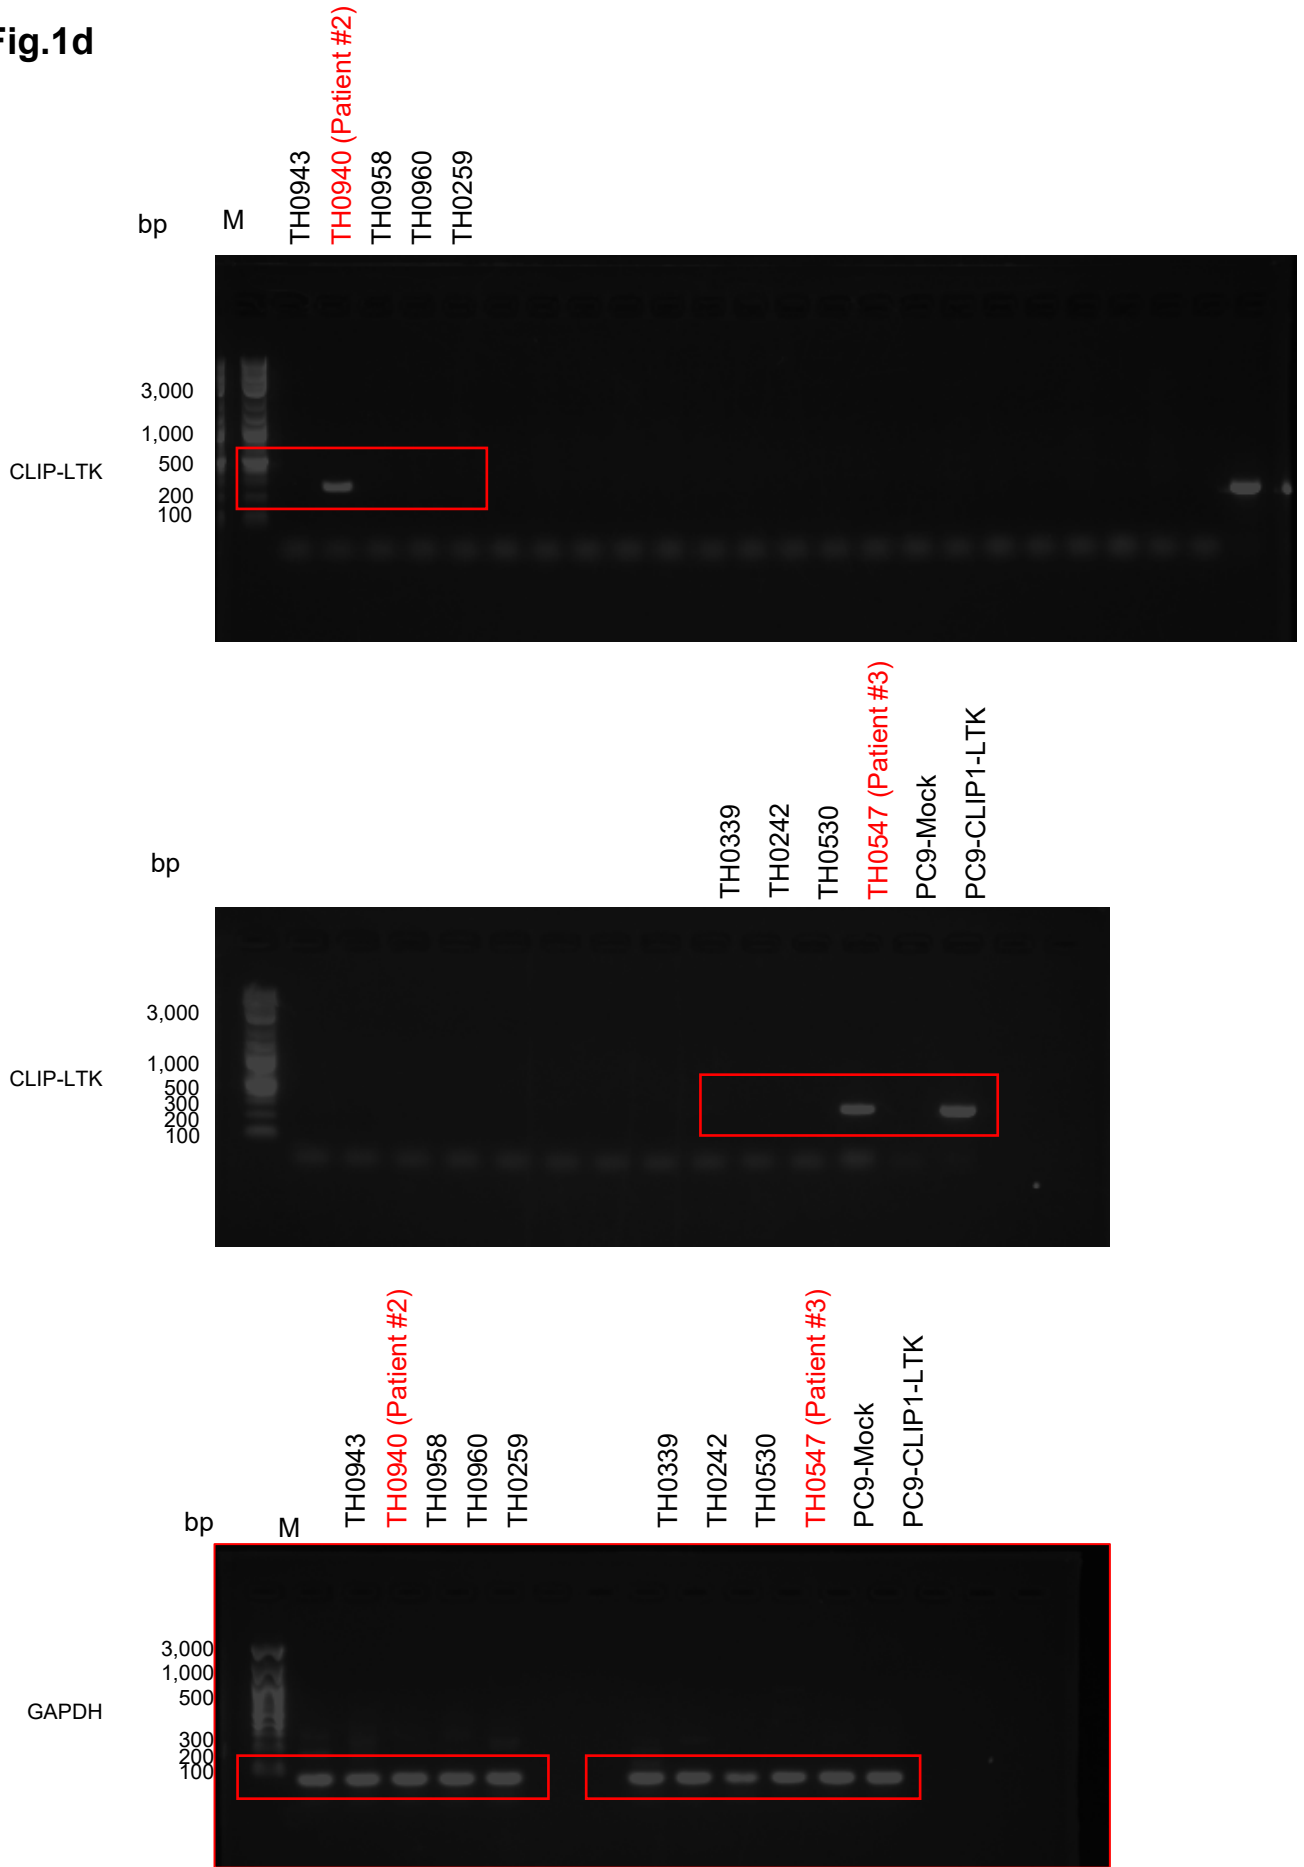 Fig.1d
bp
M
TH0943
TH0940 (Patient #2)
TH0958
TH0960
TH0259
3,000
1,000
500
200
100
CLIP-LTK
bp
TH0339
TH0242
TH0530
TH0547 (Patient #3)
PC9-Mock
PC9-CLIP1-LTK
3,000
1,000
500
300
200
100
CLIP-LTK
bp
M
TH0943
TH0940 (Patient #2)
TH0958
TH0960
TH0259
TH0339
TH0242
TH0530
TH0547 (Patient #3)
PC9-Mock
PC9-CLIP1-LTK
3,000
1,000
500
300
200
100
GAPDH